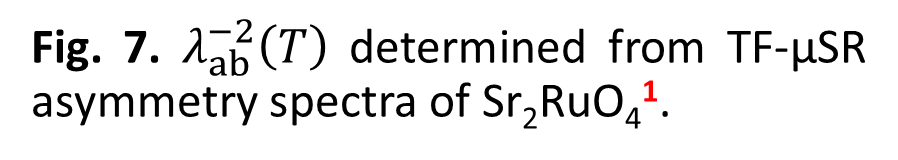 Fig. 7. λ_ab^−2(T) determined from TF-μSR
asymmetry spectra of Sr₂RuO₄¹.